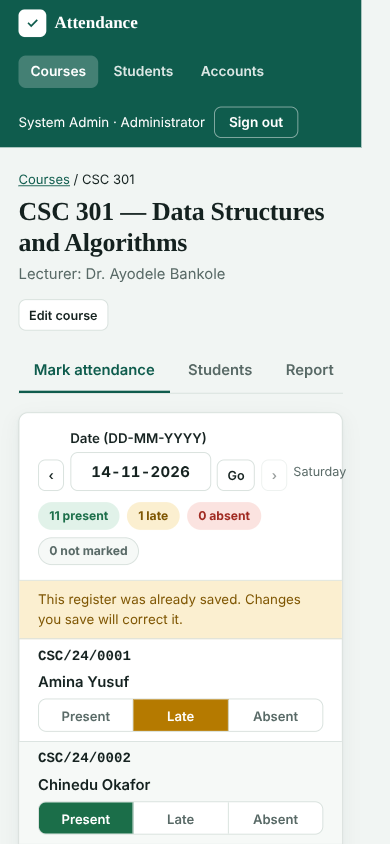 Attendance
Courses Students Accounts
System Admin · Administrator Sign out
Courses / CSC 301
CSC 301 — Data Structures
and Algorithms
Lecturer: Dr. Ayodele Bankole
Edit course
Mark attendance Students Report
Date (DD-MM-YYYY)
‹ 14-11-2026 Go › Saturday
11 present 1 late 0 absent
0 not marked
This register was already saved. Changes
you save will correct it.
CSC/24/0001
Amina Yusuf
Present Late Absent
CSC/24/0002
Chinedu Okafor
Present Late Absent